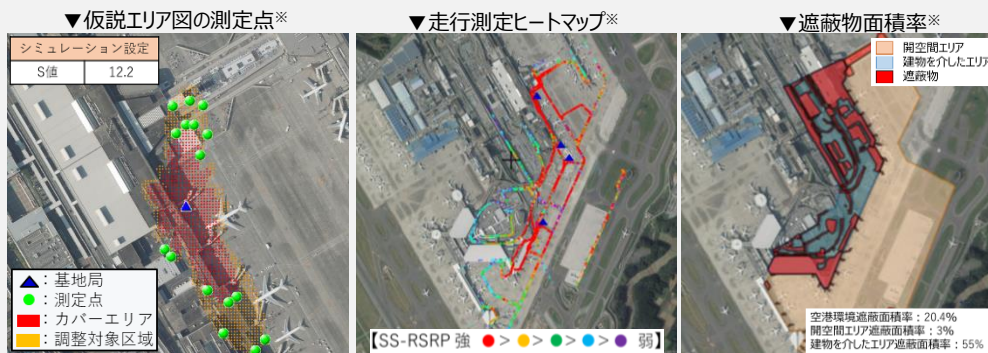 ▼仮説エリア図の測定点※
シミュレーション設定
S値 12.2
▲：基地局
●：測定点
■：カバーエリア
■：調整対象区域
▼走行測定ヒートマップ※
【SS-RSRP 強 ●>●>●>●>● 弱】
▼遮蔽物面積率※
開空間エリア
建物を介したエリア
遮蔽物
空港環境遮蔽面積率：20.4%
開空間エリア遮蔽面積率：3%
建物を介したエリア遮蔽面積率：55%